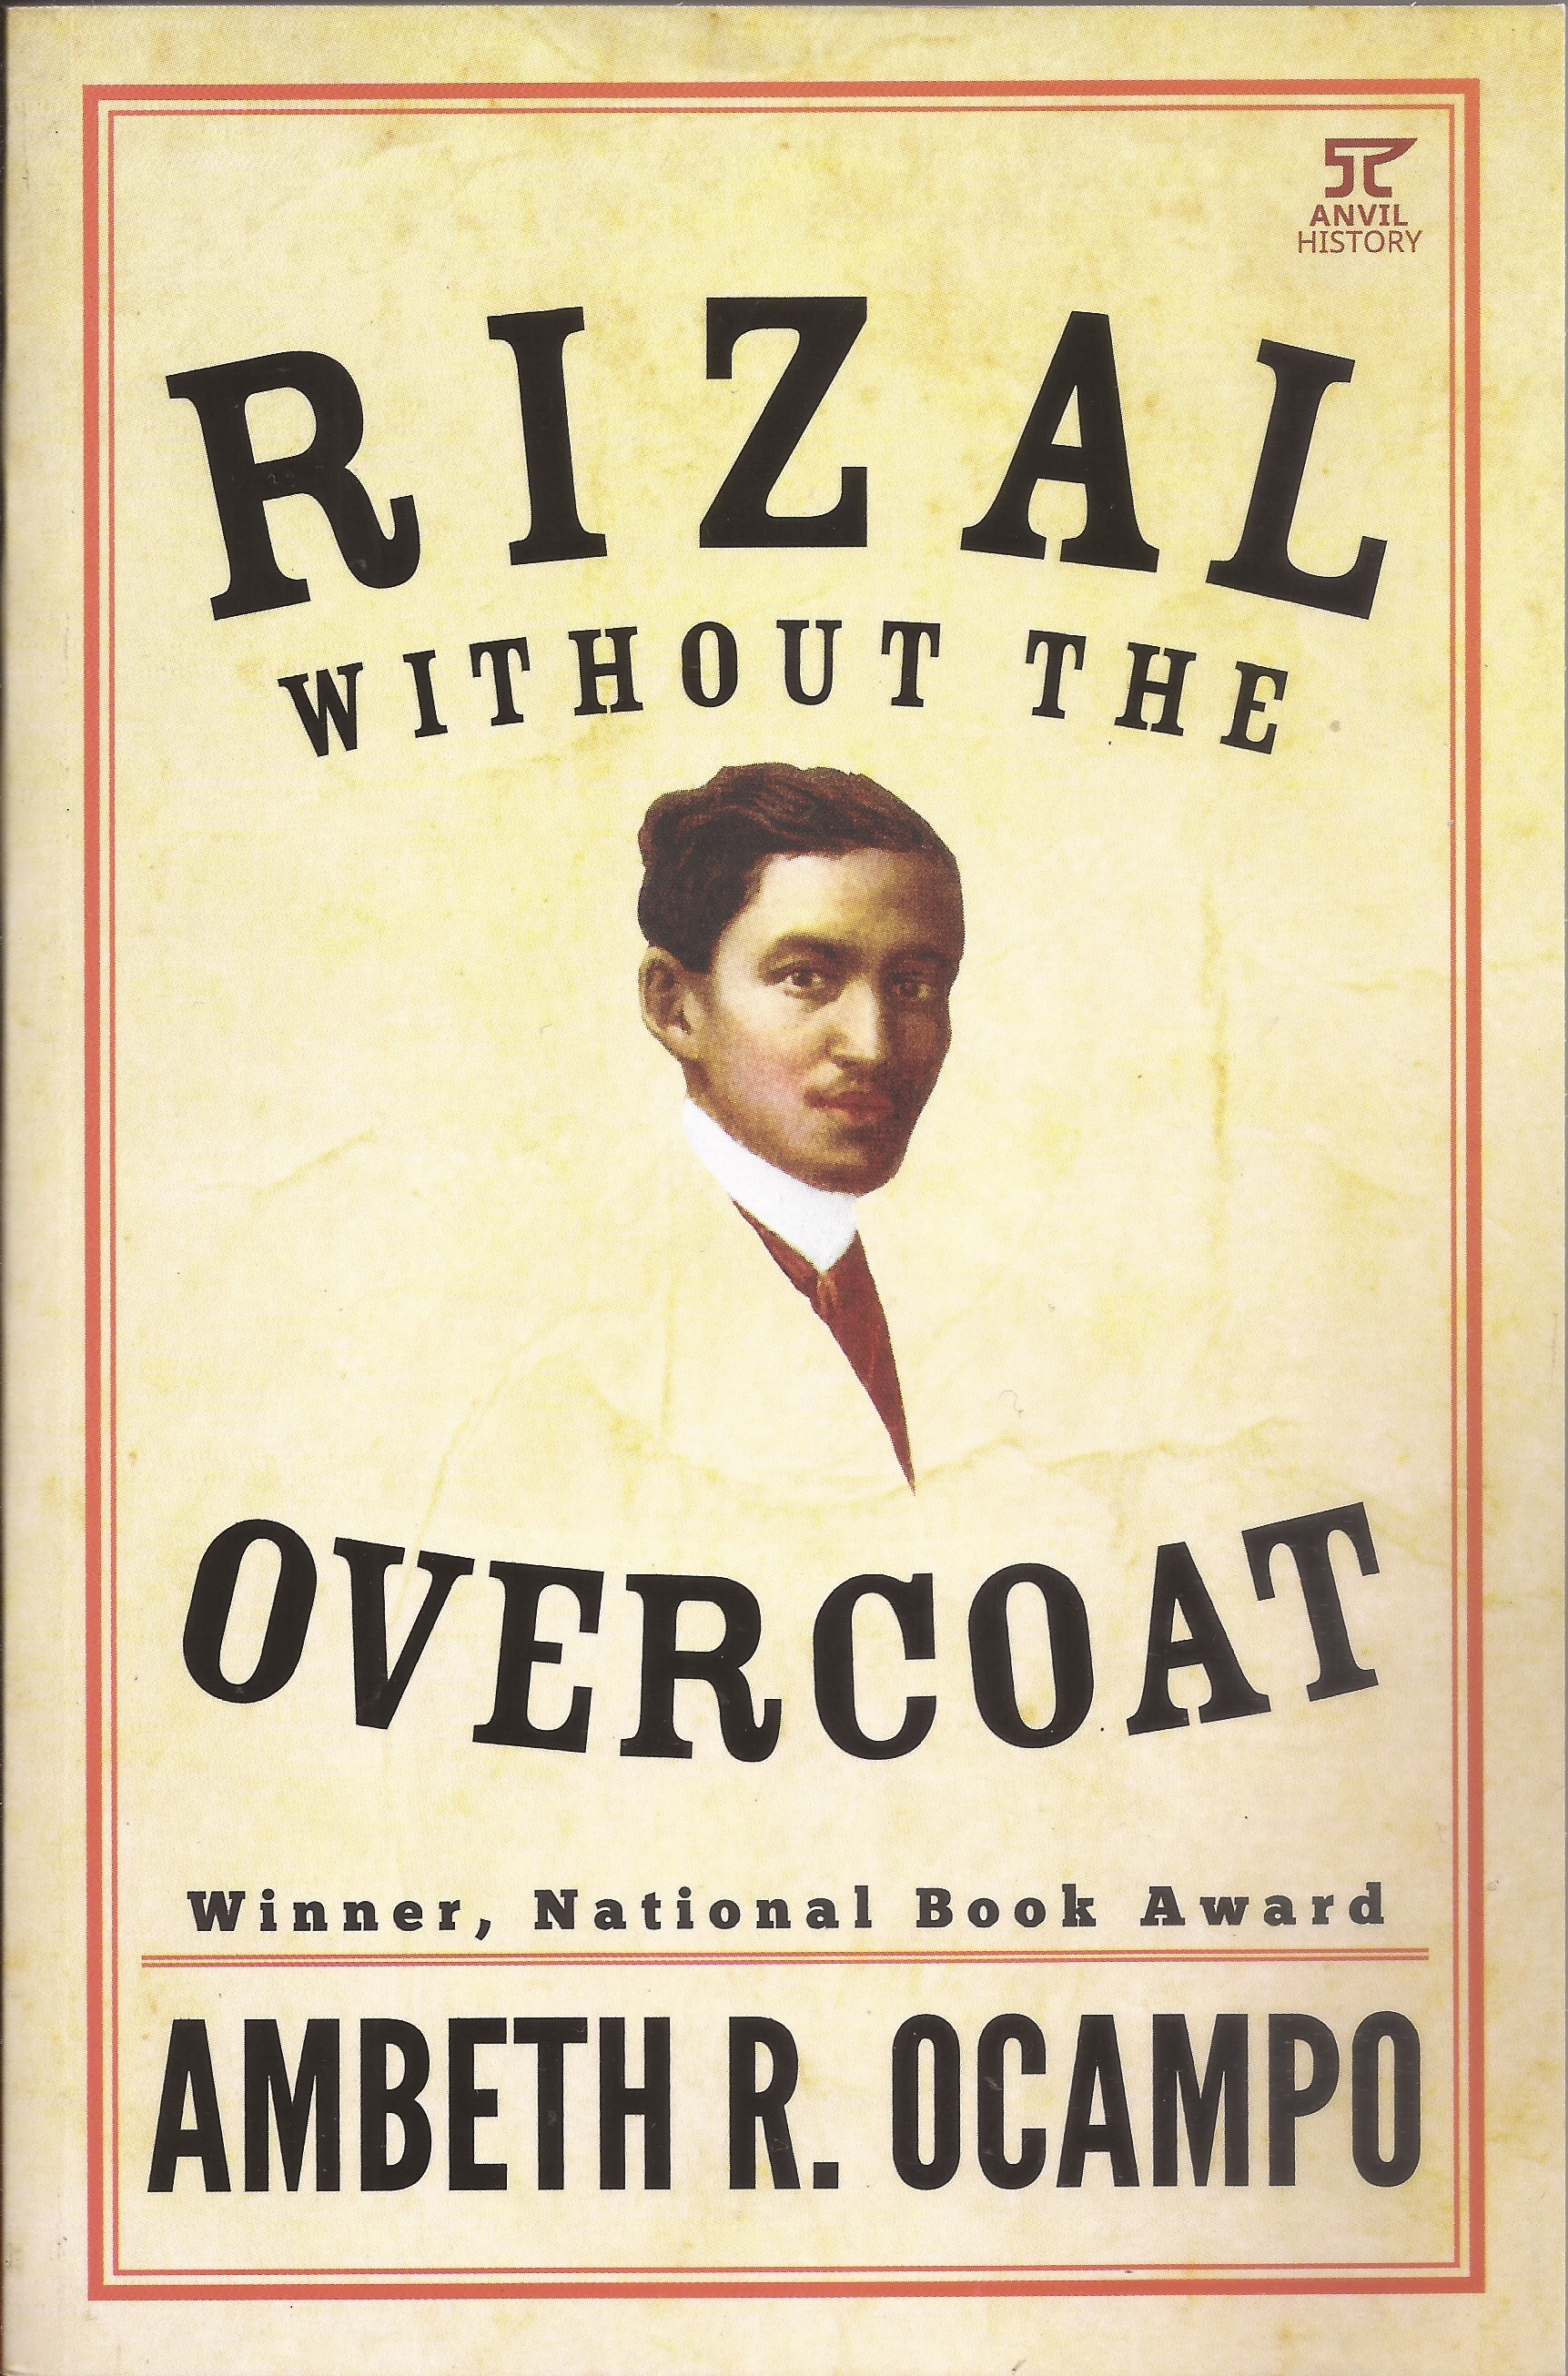 ANVIL
HISTORY
RIZAL
WITHOUT THE
OVERCOAT
Winner, National Book Award
AMBETH R. OCAMPO